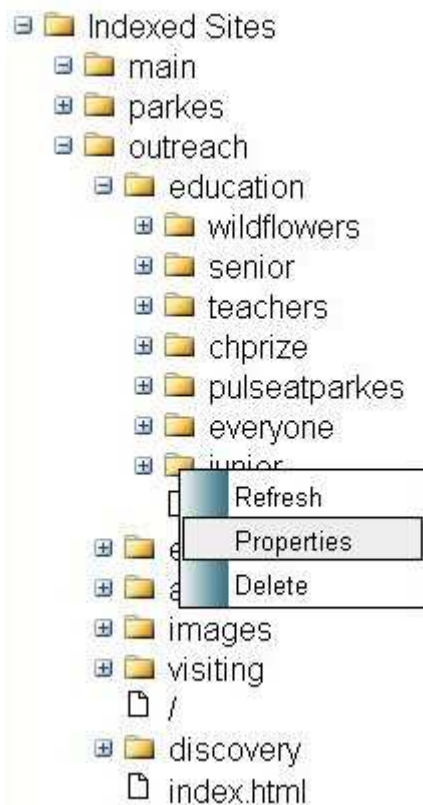 Indexed Sites
main
parkes
outreach
education
wildflowers
senior
teachers
chprize
pulseatparkes
everyone
junior
Refresh
Properties
Delete
images
visiting
/
discovery
index.html